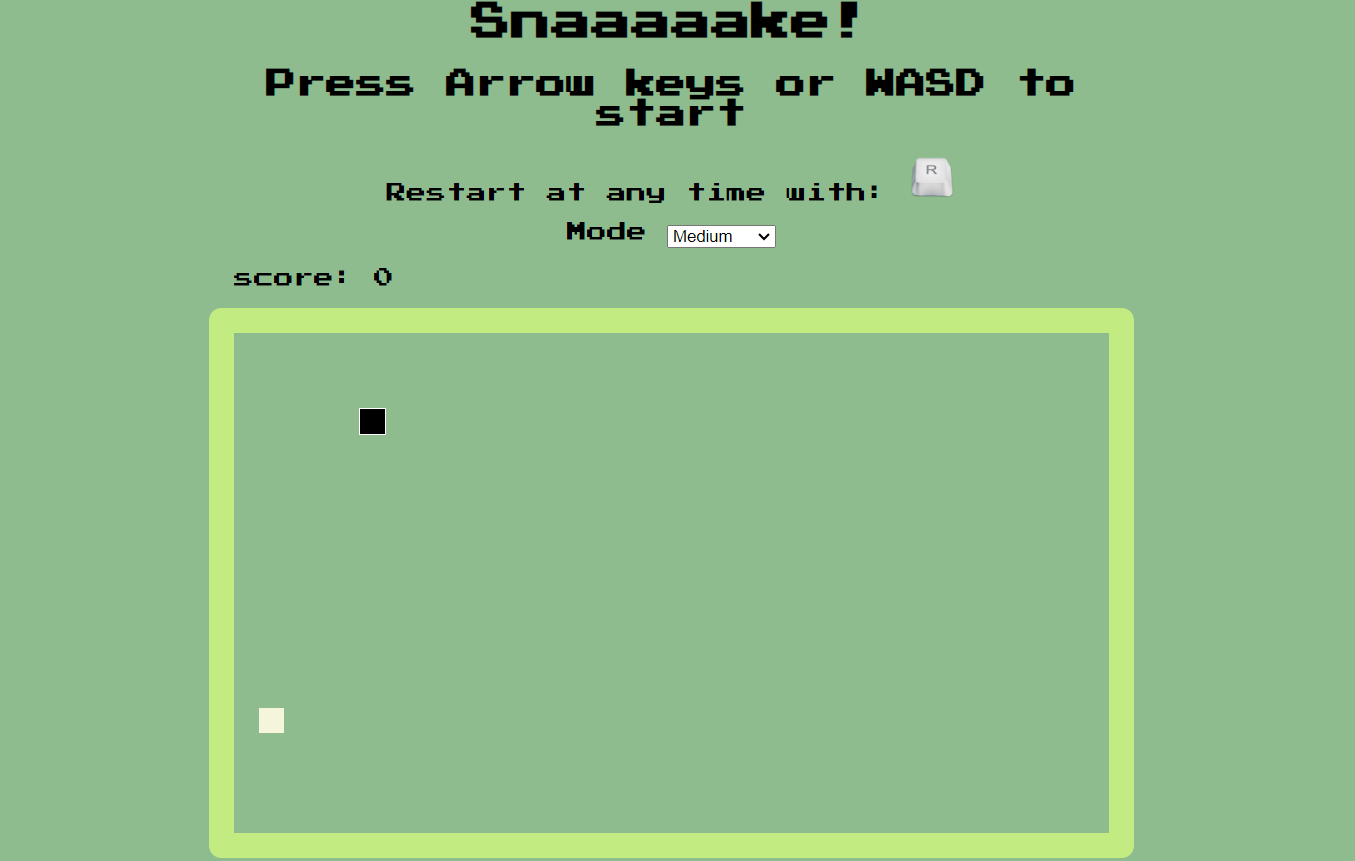 Snaaaaake!
Press Arrow keys or WASD to
start
Restart at any time with: R
Mode Medium
score: 0